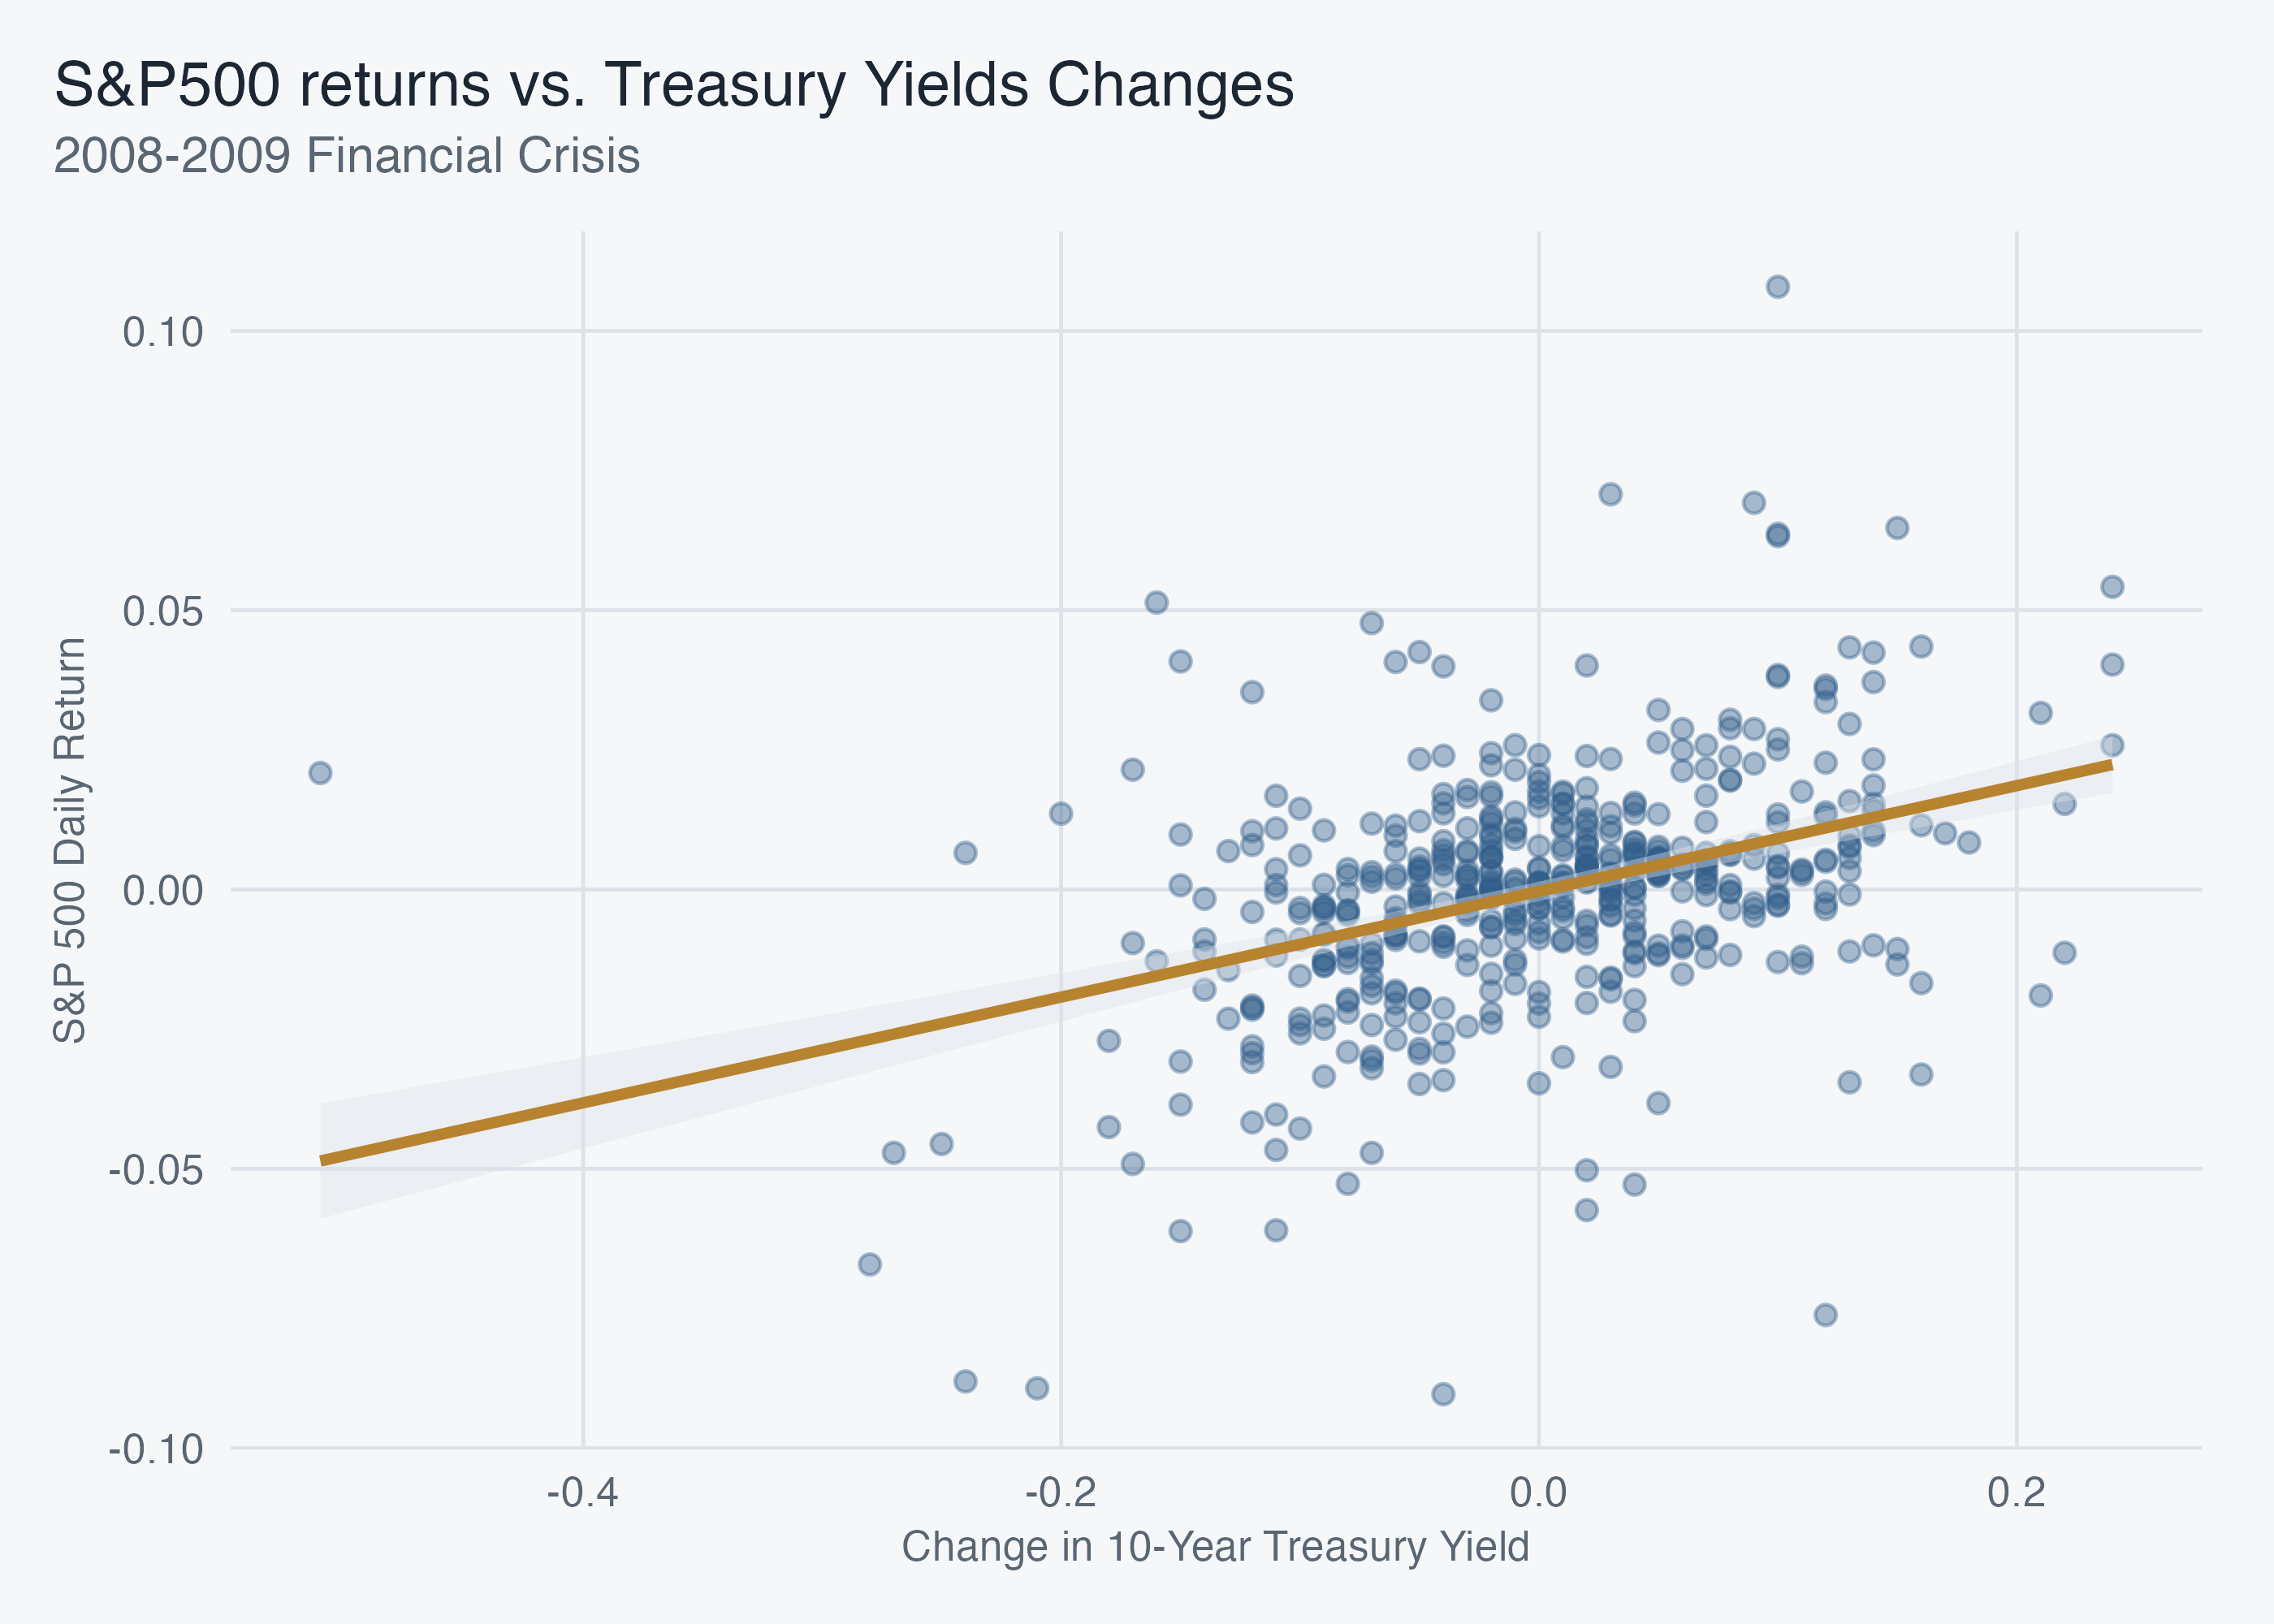 S&P500 returns vs. Treasury Yields Changes
2008-2009 Financial Crisis
S&P 500 Daily Return
0.10
0.05
0.00
-0.05
-0.10
-0.4
-0.2
0.0
0.2
Change in 10-Year Treasury Yield